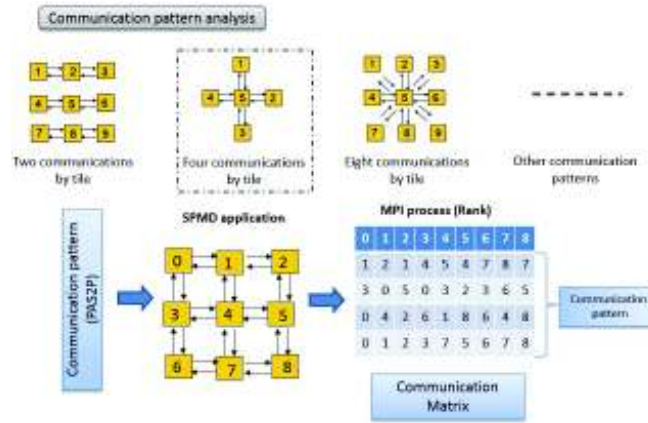 Communication pattern analysis
1 2 3
4 5 6
7 8 9
Two communications
by tile
1
4 5 2
3
Four communications
by tile
1 2 3
4 5 6
7 8 9
Eight communications
by tile
Other communication
patterns
Communication pattern
(PAS2P)
SPMD application
0 1 2
3 4 5
6 7 8
MPI process (Rank)
0 1 2 3 4 5 6 7 8
1 2 1 4 5 4 7 8 7
3 0 5 0 3 2 3 6 5
0 4 2 6 1 8 6 4 8
0 1 2 3 7 5 6 7 8
Communication
pattern
Communication
Matrix